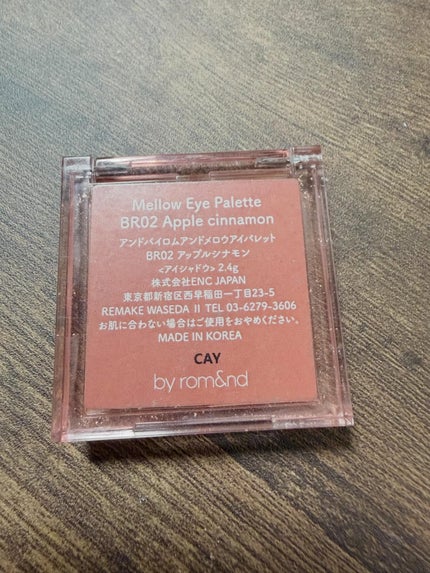 Mellow Eye Palette
BR02 Apple cinnamon
アンドバイロムアンドメロウアイパレット
BR02 アップルシナモン
<アイシャドウ> 2.4g
株式会社ENC JAPAN
東京都新宿区西早稲田一丁目23-5
REMAKE WASEDA II TEL 03-6279-3606
お肌に合わない場合はご使用をおやめください。
MADE IN KOREA
CAY
by rom&nd